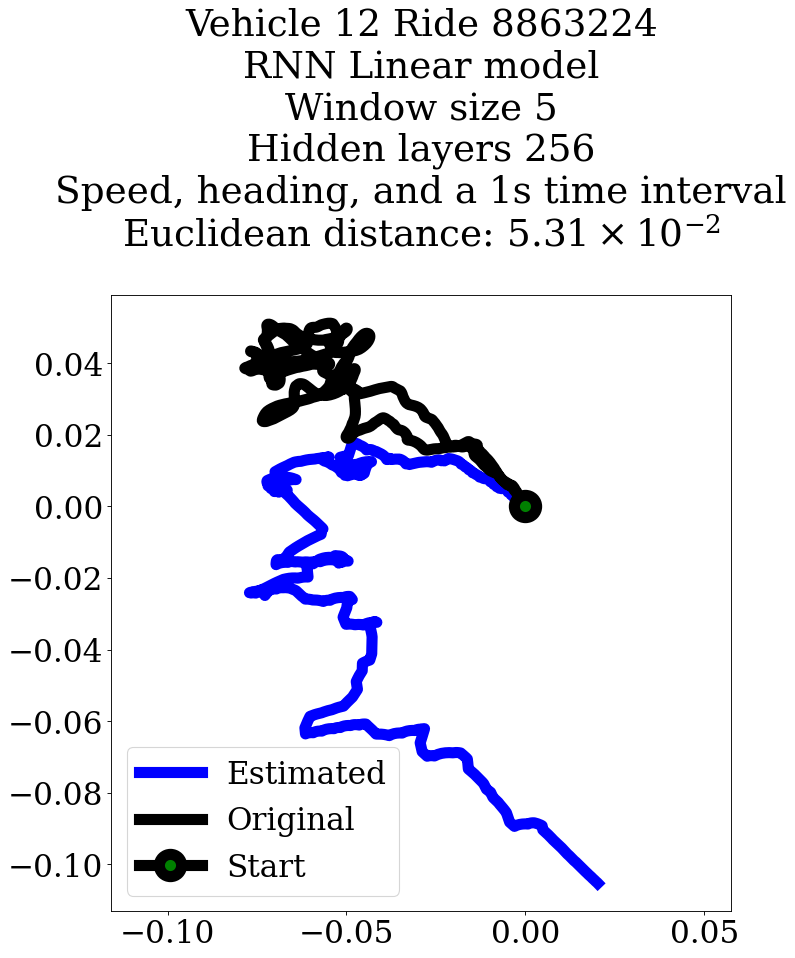 Vehicle 12 Ride 8863224
RNN Linear model
Window size 5
Hidden layers 256
Speed, heading, and a 1s time interval
Euclidean distance: 5.31 × 10⁻²
0.04
0.02
0.00
−0.02
−0.04
−0.06
−0.08
−0.10
Estimated
Original
Start
−0.10
−0.05
0.00
0.05